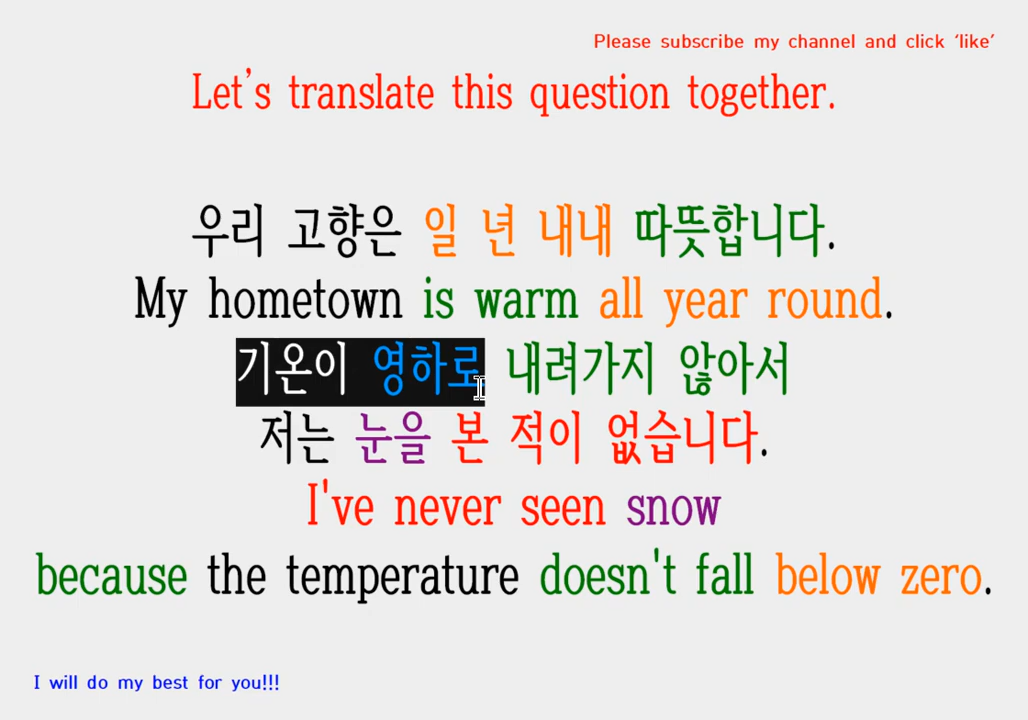 Please subscribe my channel and click ‘like’
Let's translate this question together.
우리 고향은 일 년 내내 따뜻합니다.
My hometown is warm all year round.
기온이 영하로 내려가지 않아서
저는 눈을 본 적이 없습니다.
I've never seen snow
because the temperature doesn't fall below zero.
I will do my best for you!!!